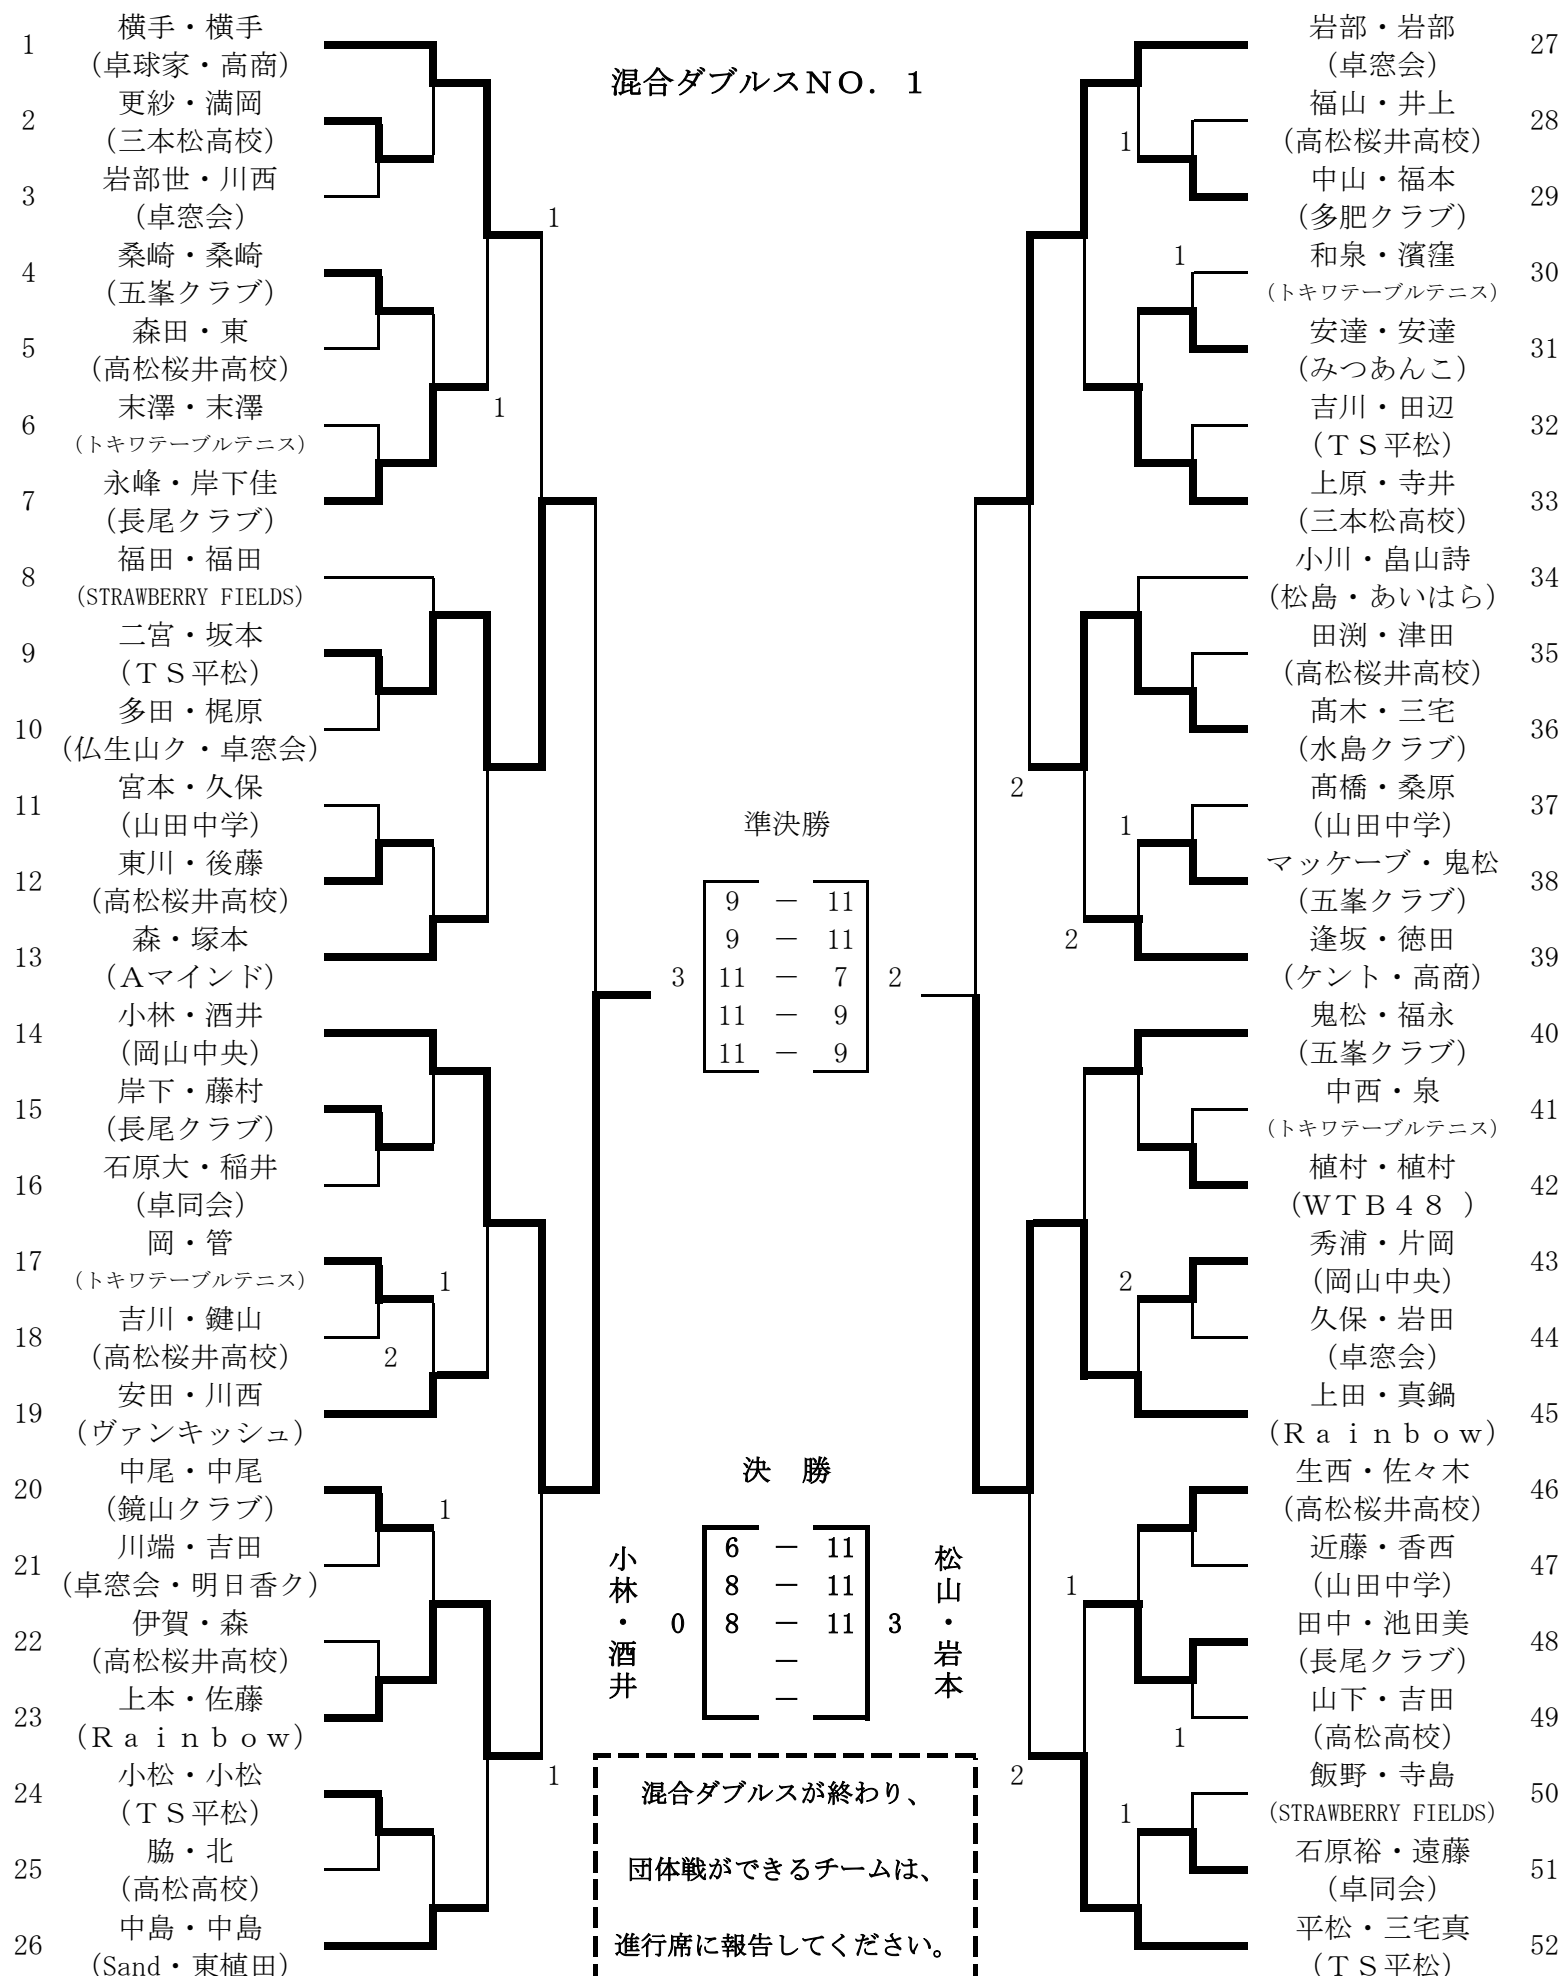 混合ダブルスＮＯ．１
1
横手・横手
(卓球家・高商)
2
更紗・満岡
(三本松高校)
3
岩部世・川西
(卓窓会)
4
桑崎・桑崎
(五峯クラブ)
5
森田・東
(高松桜井高校)
6
末澤・末澤
(トキワテーブルテニス)
7
永峰・岸下佳
(長尾クラブ)
8
福田・福田
(STRAWBERRY FIELDS)
9
二宮・坂本
(ＴＳ平松)
10
多田・梶原
(仏生山ク・卓窓会)
11
宮本・久保
(山田中学)
12
東川・後藤
(高松桜井高校)
13
森・塚本
(Ａマインド)
14
小林・酒井
(岡山中央)
15
岸下・藤村
(長尾クラブ)
16
石原大・稲井
(卓同会)
17
岡・管
(トキワテーブルテニス)
18
吉川・鍵山
(高松桜井高校)
19
安田・川西
(ヴァンキッシュ)
20
中尾・中尾
(鏡山クラブ)
21
川端・吉田
(卓窓会・明日香ク)
22
伊賀・森
(高松桜井高校)
23
上本・佐藤
(Ｒａｉｎｂｏｗ)
24
小松・小松
(ＴＳ平松)
25
脇・北
(高松高校)
26
中島・中島
(Sand・東植田)
1
1
1
2
1
1
準決勝
9 － 11
9 － 11
3 11 － 7 2
11 － 9
11 － 9
決　勝
小林・酒井
0
6 － 11
8 － 11
8 － 11
－
－
3
松山・岩本
混合ダブルスが終わり、
団体戦ができるチームは、
進行席に報告してください。
1
1
2
1
2
2
1
1
1
2
岩部・岩部
(卓窓会)
27
福山・井上
(高松桜井高校)
28
中山・福本
(多肥クラブ)
29
和泉・濱窪
(トキワテーブルテニス)
30
安達・安達
(みつあんこ)
31
吉川・田辺
(ＴＳ平松)
32
上原・寺井
(三本松高校)
33
小川・畠山詩
(松島・あいはら)
34
田渕・津田
(高松桜井高校)
35
髙木・三宅
(水島クラブ)
36
髙橋・桑原
(山田中学)
37
マッケーブ・鬼松
(五峯クラブ)
38
逢坂・徳田
(ケント・高商)
39
鬼松・福永
(五峯クラブ)
40
中西・泉
(トキワテーブルテニス)
41
植村・植村
(ＷＴＢ４８ )
42
秀浦・片岡
(岡山中央)
43
久保・岩田
(卓窓会)
44
上田・真鍋
(Ｒａｉｎｂｏｗ)
45
生西・佐々木
(高松桜井高校)
46
近藤・香西
(山田中学)
47
田中・池田美
(長尾クラブ)
48
山下・吉田
(高松高校)
49
飯野・寺島
(STRAWBERRY FIELDS)
50
石原裕・遠藤
(卓同会)
51
平松・三宅真
(ＴＳ平松)
52